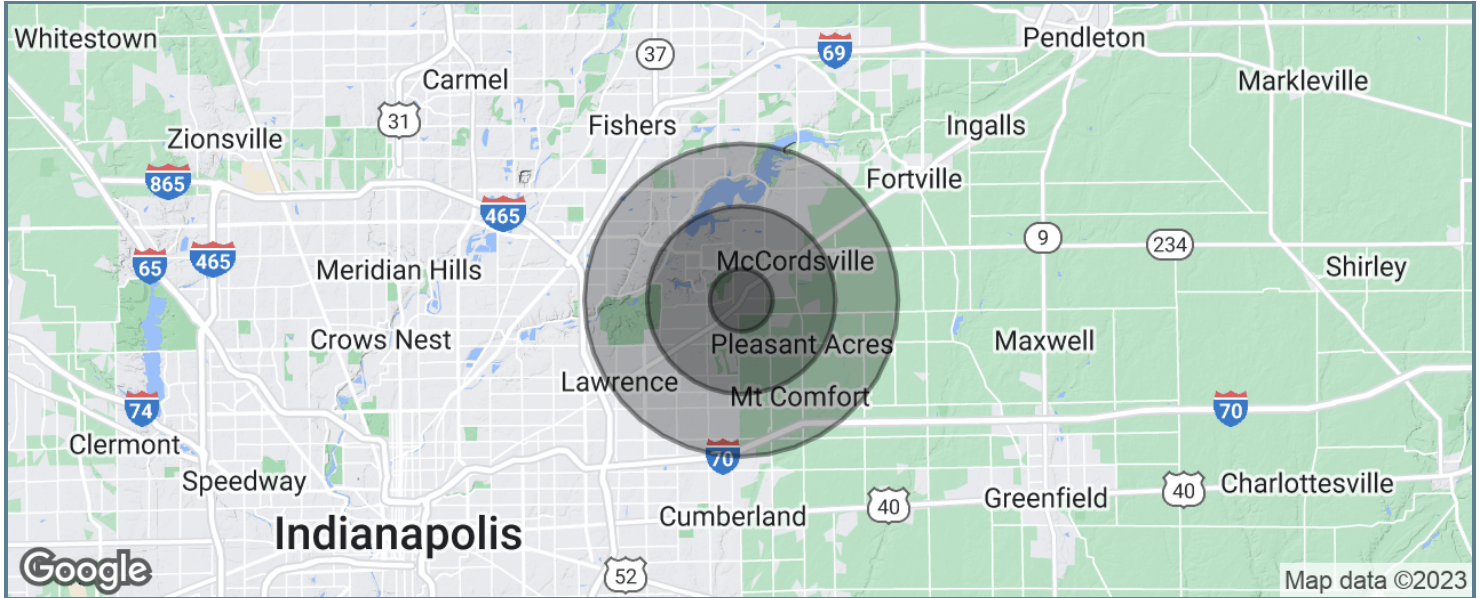 Whitestown
Pendleton
37
69
Carmel
Markleville
31
Fishers
Ingalls
Zionsville
865
Fortville
465
9
234
465
65
McCordsville
Meridian Hills
Shirley
Crows Nest
Maxwell
Pleasant Acres
Lawrence
Mt Comfort
74
70
Clermont
70
Speedway
Charlottesville
40
Greenfield
40
Cumberland
Indianapolis
52
Google
Map data ©2023